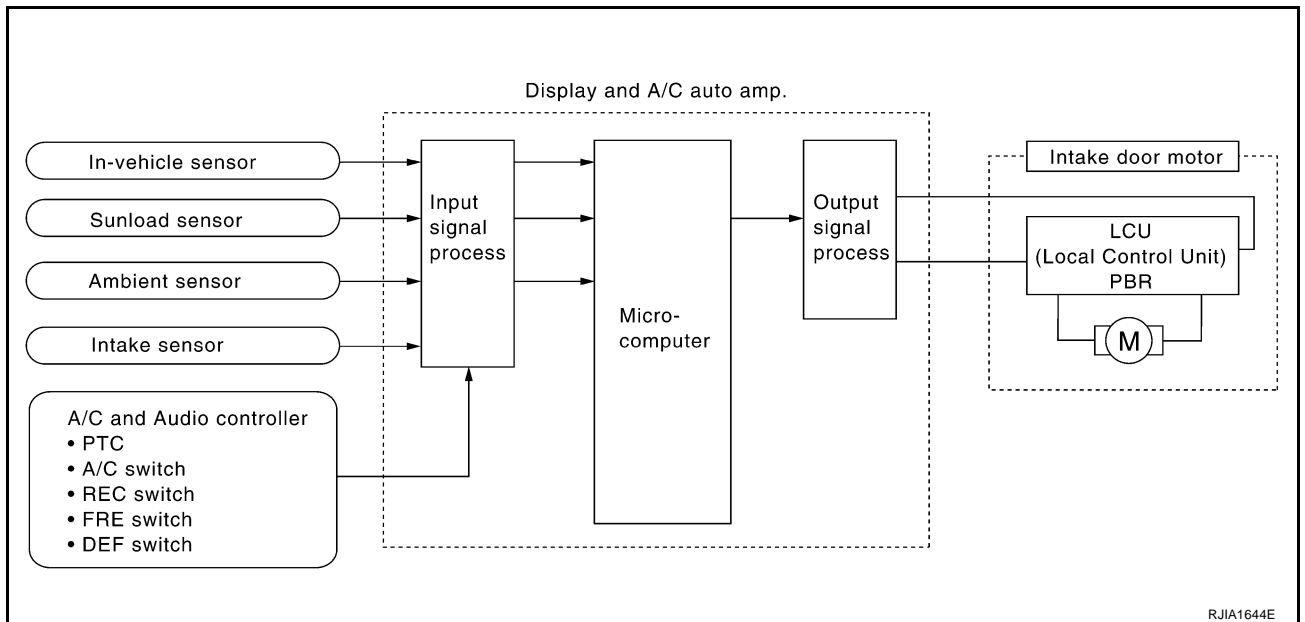 Display and A/C auto amp.
In-vehicle sensor
Sunload sensor
Ambient sensor
Intake sensor
A/C and Audio controller
• PTC
• A/C switch
• REC switch
• FRE switch
• DEF switch
Input
signal
process
Micro-
computer
Output
signal
process
Intake door motor
LCU
(Local Control Unit)
PBR
M
RJIA1644E